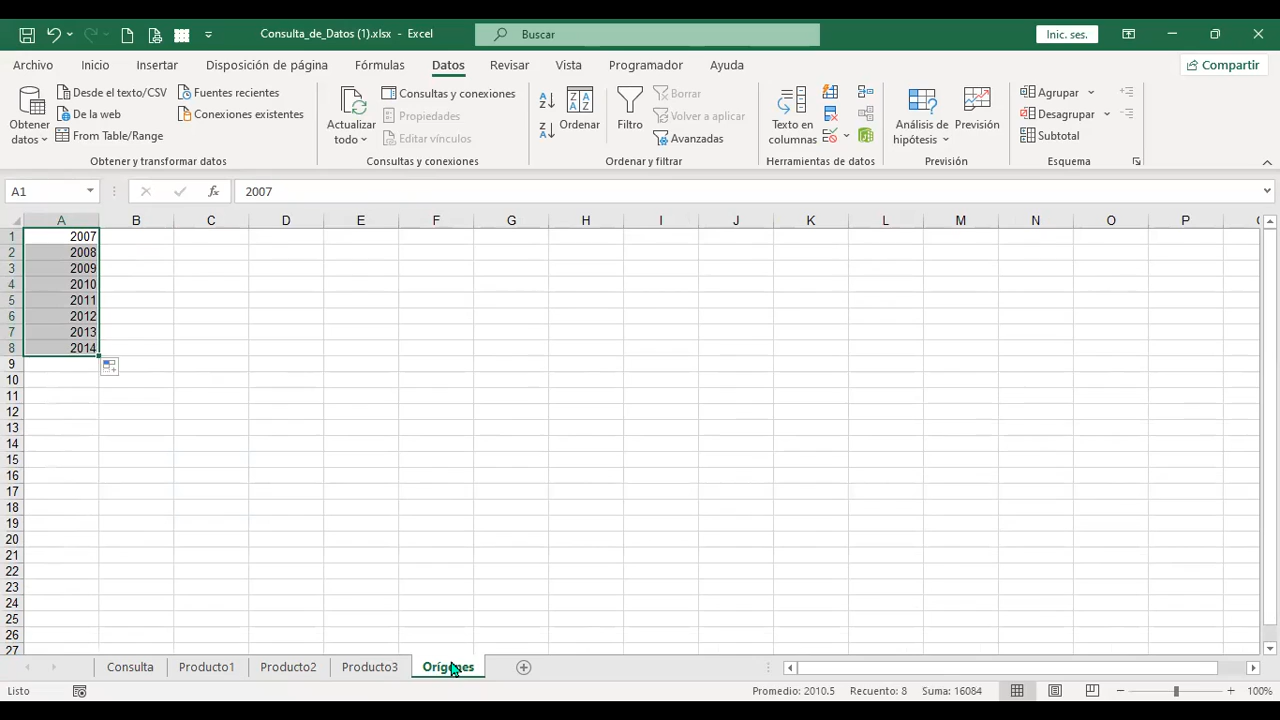 Consulta_de_Datos (1).xlsx - Excel
Buscar
Inic. ses.
Archivo Inicio Insertar Disposición de página Fórmulas Datos Revisar Vista Programador Ayuda Compartir
Obtener datos
Desde el texto/CSV
De la web
From Table/Range
Fuentes recientes
Conexiones existentes
Obtener y transformar datos
Actualizar todo
Consultas y conexiones
Propiedades
Editar vínculos
Consultas y conexiones
Ordenar
Filtro
Borrar
Volver a aplicar
Avanzadas
Ordenar y filtrar
Texto en columnas
Herramientas de datos
Análisis de hipótesis
Previsión
Previsión
Agrupar
Desagrupar
Subtotal
Esquema
A1 fx 2007
A B C D E F G H I J K L M N O P
1 2007
2 2008
3 2009
4 2010
5 2011
6 2012
7 2013
8 2014
9
10
11
12
13
14
15
16
17
18
19
20
21
22
23
24
25
26
27
Consulta Producto1 Producto2 Producto3 Orígenes
Listo Promedio: 2010.5 Recuento: 8 Suma: 16084 100%